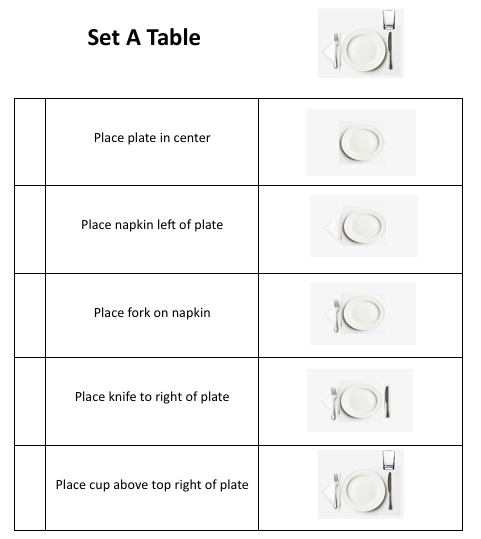 Set A Table
Place plate in center
Place napkin left of plate
Place fork on napkin
Place knife to right of plate
Place cup above top right of plate